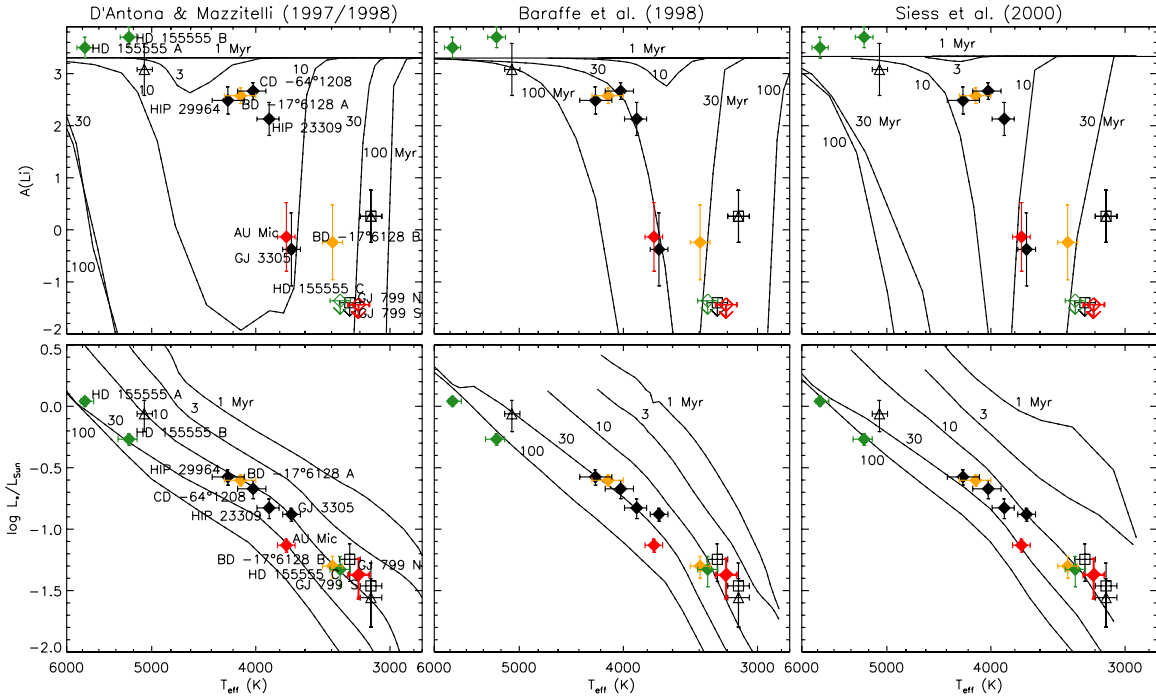 D'Antona & Mazzitelli (1997/1998)
Baraffe et al. (1998)
Siess et al. (2000)
HD 155555 B
HD 155555 A
1 Myr
3
10
10
CD −64°1208
HIP 29964
BD −17°6128 A
HIP 23309
30
30
100 Myr
AU Mic
BD −17°6128 B
GJ 3305
100
HD 155555 C
GJ 799 N
GJ 799 S
3
2
1
0
−1
−2
A(Li)
1 Myr
30
10
100 Myr
30 Myr
100
1 Myr
3
10
10
30 Myr
30 Myr
100
0.5
0.0
−0.5
−1.0
−1.5
−2.0
log L*/LSun
HD 155555 A
1 Myr
3
10
30
HD 155555 B
100
HIP 29964
BD −17°6128 A
CD −64°1208
GJ 3305
HIP 23309
AU Mic
BD −17°6128 B
GJ 799 N
HD 155555 C
GJ 799 S
1 Myr
3
10
30
100
1 Myr
3
10
30
100
6000
5000
4000
3000
Teff (K)
6000
5000
4000
3000
Teff (K)
6000
5000
4000
3000
Teff (K)